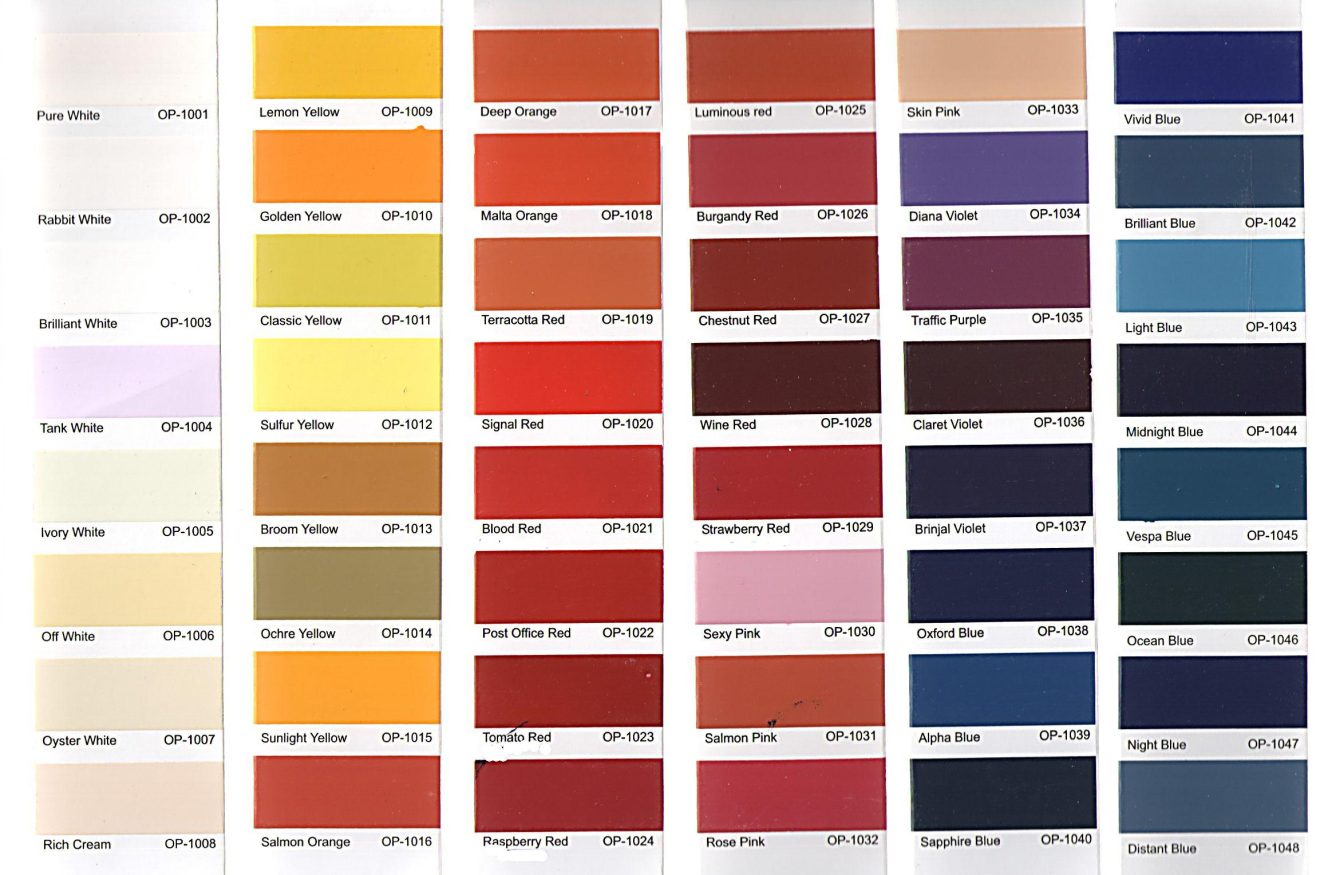 Pure White OP-1001
Rabbit White OP-1002
Brilliant White OP-1003
Tank White OP-1004
Ivory White OP-1005
Off White OP-1006
Oyster White OP-1007
Rich Cream OP-1008
Lemon Yellow OP-1009
Golden Yellow OP-1010
Classic Yellow OP-1011
Sulfur Yellow OP-1012
Broom Yellow OP-1013
Ochre Yellow OP-1014
Sunlight Yellow OP-1015
Salmon Orange OP-1016
Deep Orange OP-1017
Malta Orange OP-1018
Terracotta Red OP-1019
Signal Red OP-1020
Blood Red OP-1021
Post Office Red OP-1022
Tomato Red OP-1023
Raspberry Red OP-1024
Luminous red OP-1025
Burgandy Red OP-1026
Chestnut Red OP-1027
Wine Red OP-1028
Strawberry Red OP-1029
Sexy Pink OP-1030
Salmon Pink OP-1031
Rose Pink OP-1032
Skin Pink OP-1033
Diana Violet OP-1034
Traffic Purple OP-1035
Claret Violet OP-1036
Brinjal Violet OP-1037
Oxford Blue OP-1038
Alpha Blue OP-1039
Sapphire Blue OP-1040
Vivid Blue OP-1041
Brilliant Blue OP-1042
Light Blue OP-1043
Midnight Blue OP-1044
Vespa Blue OP-1045
Ocean Blue OP-1046
Night Blue OP-1047
Distant Blue OP-1048